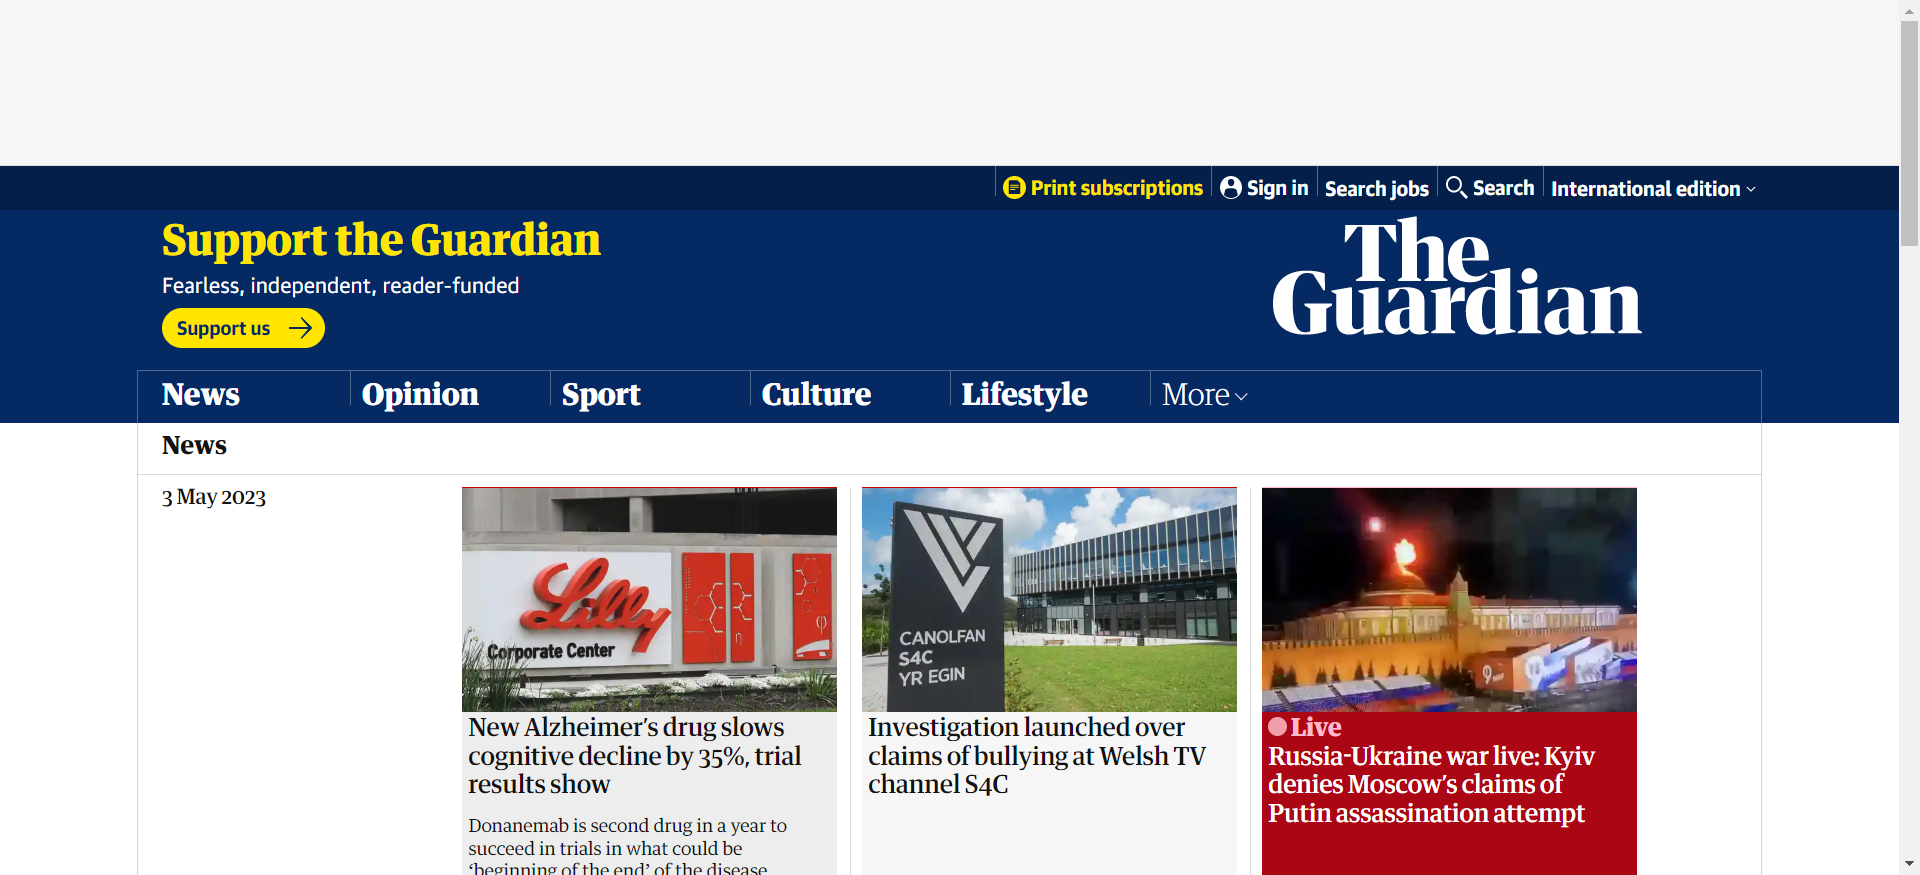 Print subscriptions
Sign in
Search jobs
Search
International edition
Support the Guardian
Fearless, independent, reader-funded
Support us
The
Guardian
News
Opinion
Sport
Culture
Lifestyle
More
News
3 May 2023
Lilly
Corporate Center
New Alzheimer's drug slows
cognitive decline by 35%, trial
results show
Donanemab is second drug in a year to
succeed in trials in what could be
‘beginning of the end’ of the disease
CANOLFAN
S4C
YR EGIN
Investigation launched over
claims of bullying at Welsh TV
channel S4C
Live
Russia-Ukraine war live: Kyiv
denies Moscow’s claims of
Putin assassination attempt